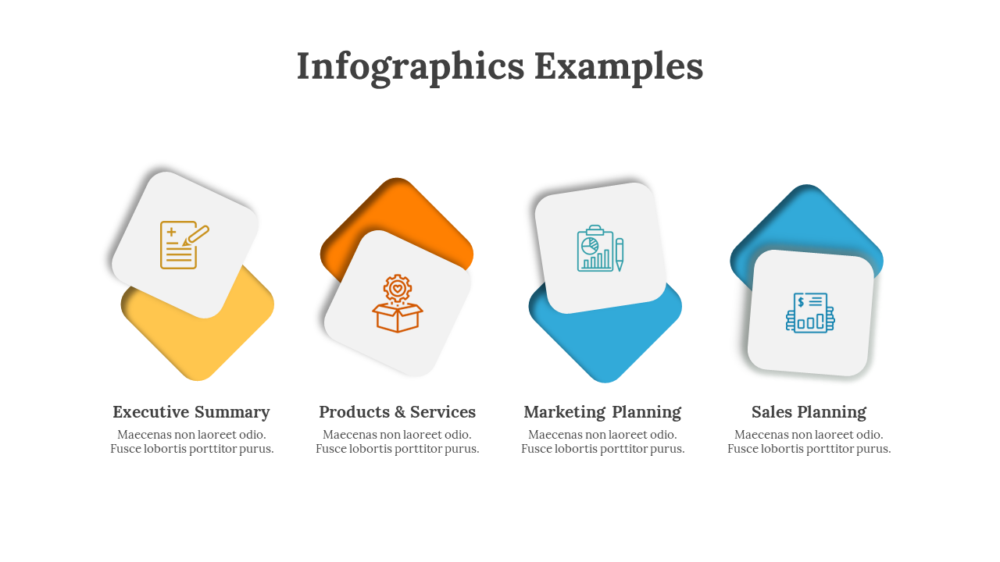 Infographics Examples
Executive Summary
Maecenas non laoreet odio.
Fusce lobortis porttitor purus.
Products & Services
Maecenas non laoreet odio.
Fusce lobortis porttitor purus.
Marketing Planning
Maecenas non laoreet odio.
Fusce lobortis porttitor purus.
$
Sales Planning
Maecenas non laoreet odio.
Fusce lobortis porttitor purus.